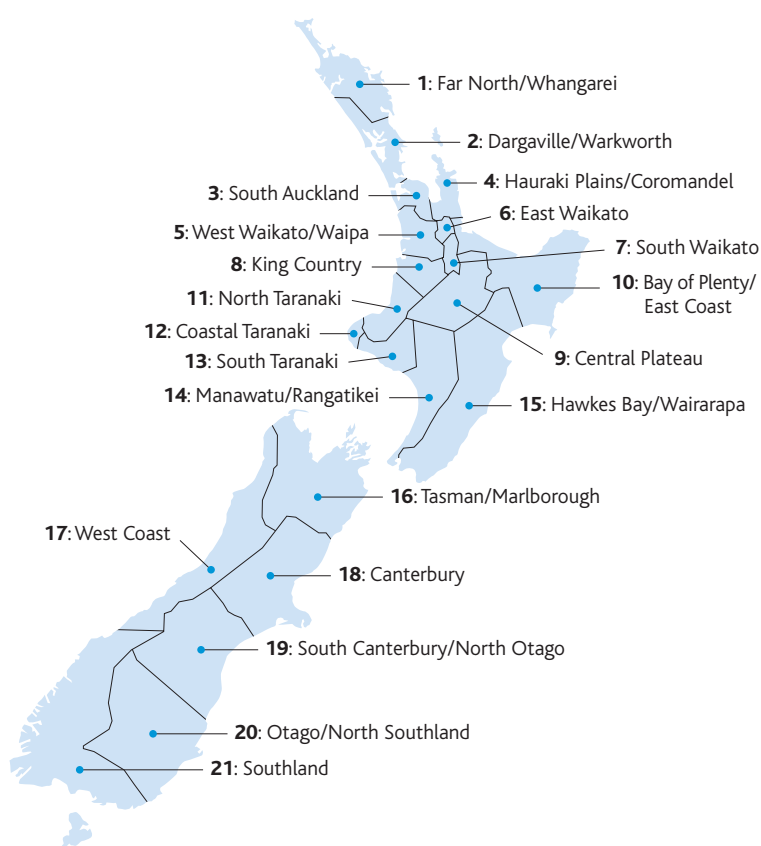 1: Far North/Whangarei
2: Dargaville/Warkworth
3: South Auckland
4: Hauraki Plains/Coromandel
5: West Waikato/Waipa
6: East Waikato
7: South Waikato
8: King Country
10: Bay of Plenty/
East Coast
11: North Taranaki
12: Coastal Taranaki
9: Central Plateau
13: South Taranaki
14: Manawatu/Rangatikei
15: Hawkes Bay/Wairarapa
16: Tasman/Marlborough
17: West Coast
18: Canterbury
19: South Canterbury/North Otago
20: Otago/North Southland
21: Southland